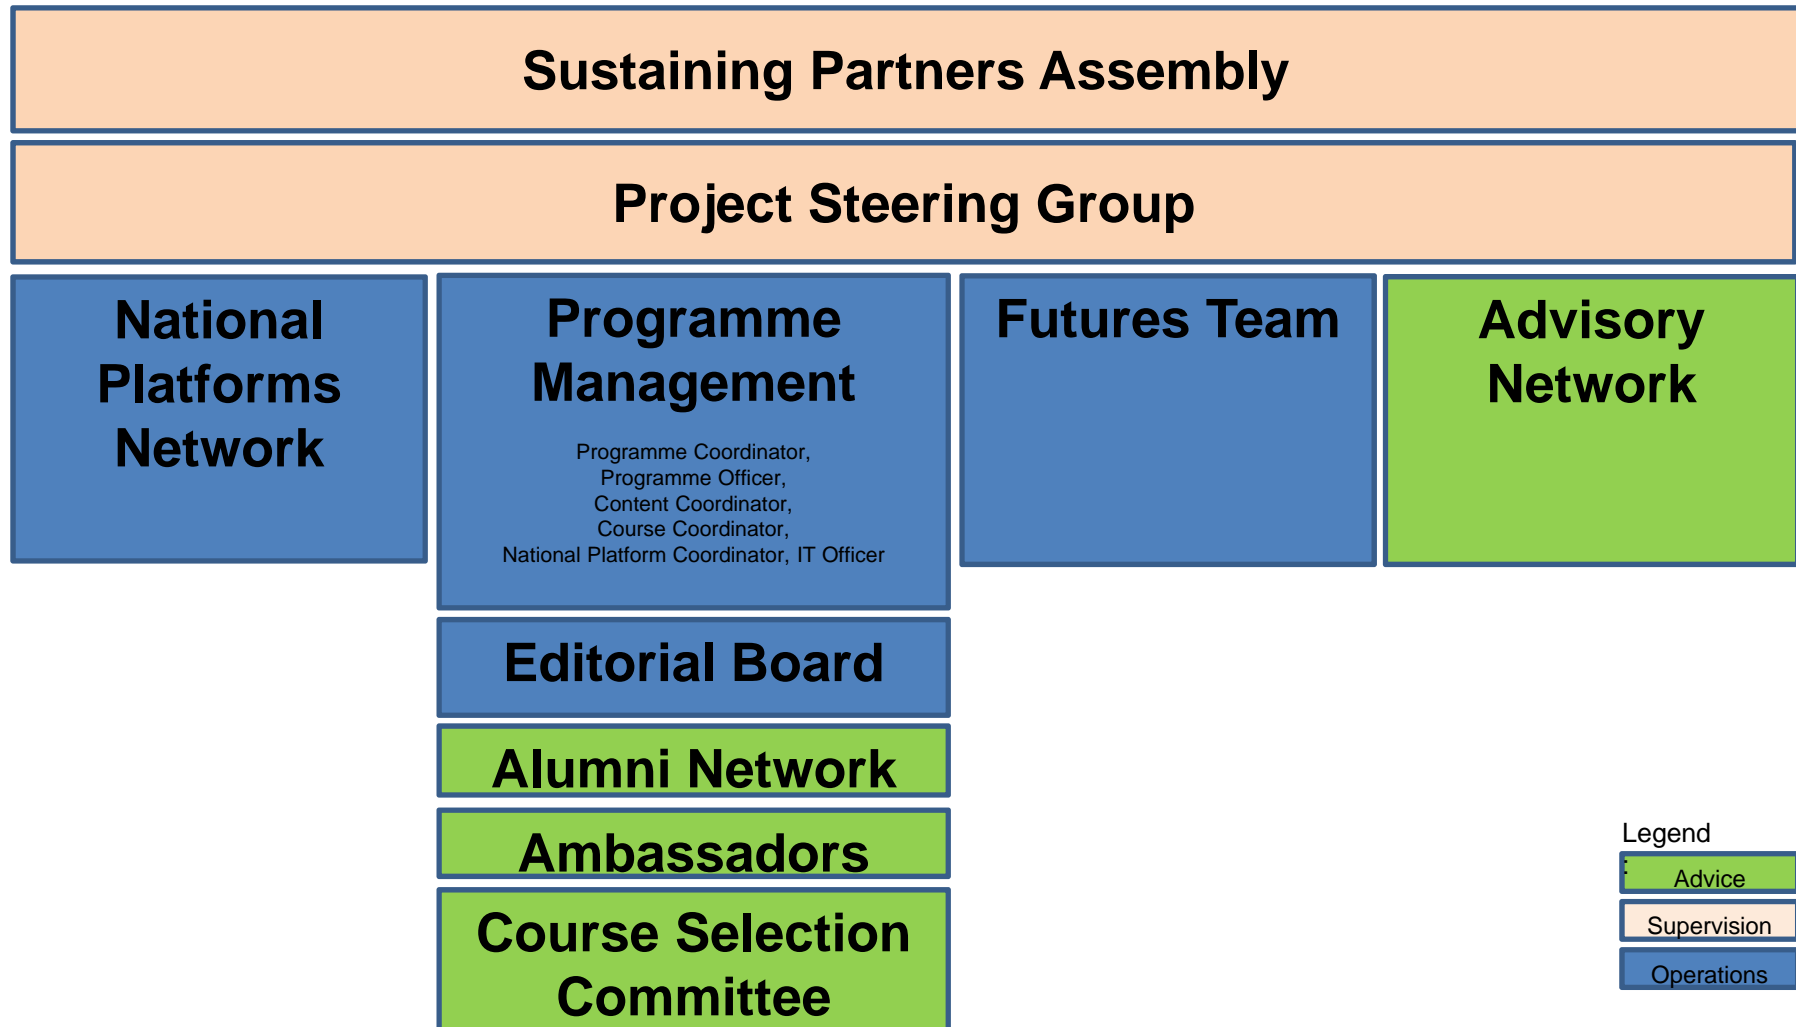 Sustaining Partners Assembly
Project Steering Group
National
Platforms
Network
Programme
Management
Programme Coordinator,
Programme Officer,
Content Coordinator,
Course Coordinator,
National Platform Coordinator, IT Officer
Futures Team
Advisory
Network
Editorial Board
Alumni Network
Ambassadors
Course Selection
Committee
Legend
:
Advice
Supervision
Operations